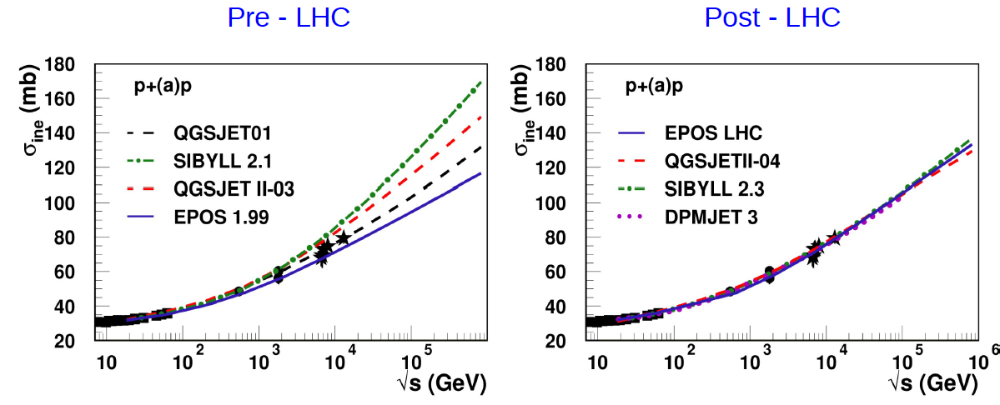 Pre - LHC
σine (mb)
180
160
140
120
100
80
60
40
20
p+(a)p
QGSJET01
SIBYLL 2.1
QGSJET II-03
EPOS 1.99
10
10 2
10 3
10 4
10 5
√s (GeV)
Post - LHC
σine (mb)
180
160
140
120
100
80
60
40
20
p+(a)p
EPOS LHC
QGSJETII-04
SIBYLL 2.3
DPMJET 3
10
10 2
10 3
10 4
10 5
10 6
√s (GeV)